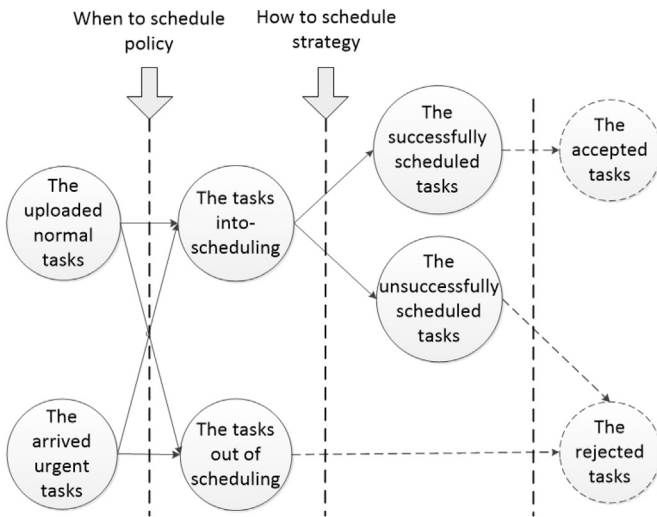 When to schedule
policy
How to schedule
strategy
The
uploaded
normal
tasks
The tasks
into-
scheduling
The
successfully
scheduled
tasks
The
accepted
tasks
The
unsuccessfully
scheduled
tasks
The
arrived
urgent
tasks
The tasks
out of
scheduling
The
rejected
tasks